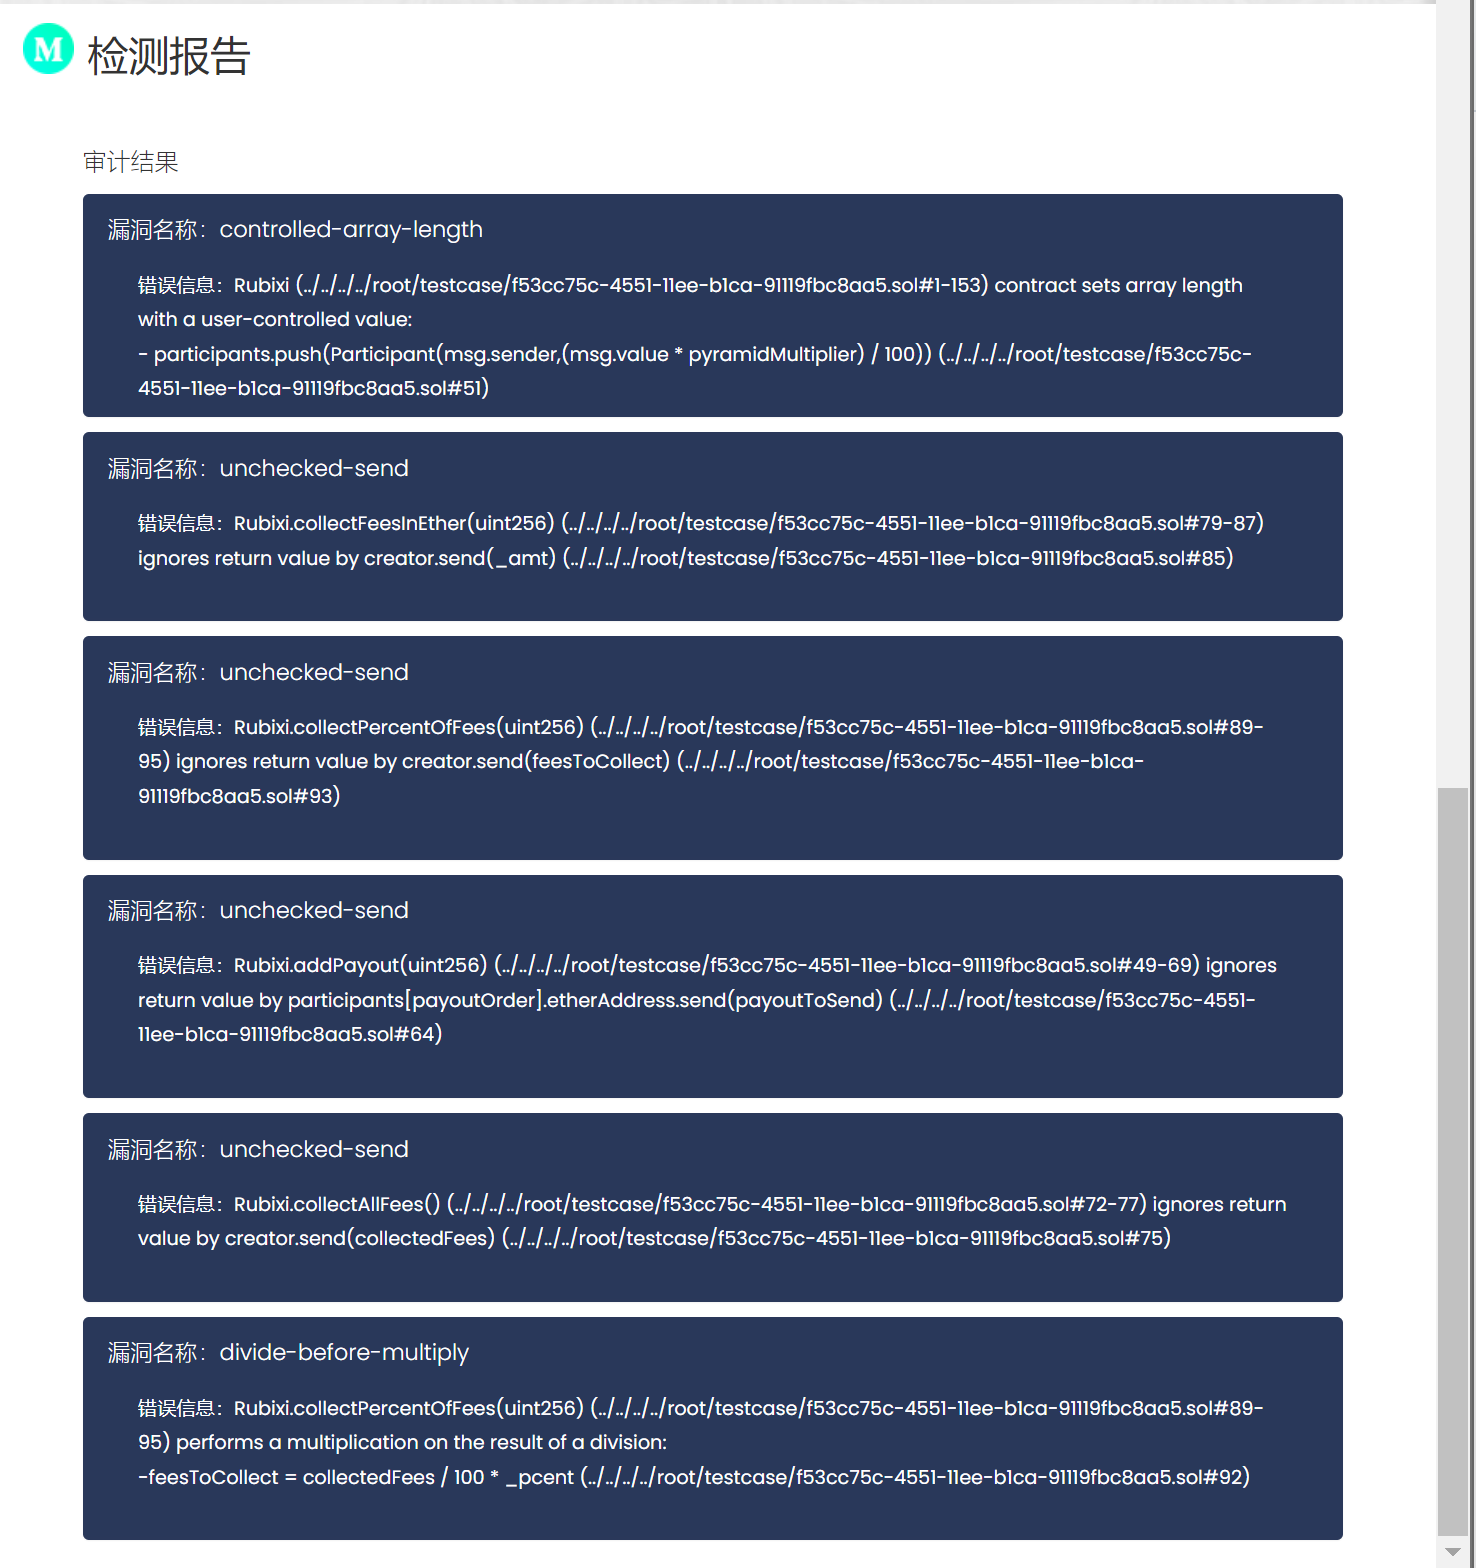 M 检测报告
审计结果
漏洞名称：controlled-array-length
错误信息：Rubixi (../../../../root/testcase/f53cc75c-4551-11ee-b1ca-91119fbc8aa5.sol#1-153) contract sets array length
with a user-controlled value:
- participants.push(Participant(msg.sender,(msg.value * pyramidMultiplier) / 100)) (../../../../root/testcase/f53cc75c-
4551-11ee-b1ca-91119fbc8aa5.sol#51)
漏洞名称：unchecked-send
错误信息：Rubixi.collectFeesInEther(uint256) (../../../../root/testcase/f53cc75c-4551-11ee-b1ca-91119fbc8aa5.sol#79-87)
ignores return value by creator.send(_amt) (../../../../root/testcase/f53cc75c-4551-11ee-b1ca-91119fbc8aa5.sol#85)
漏洞名称：unchecked-send
错误信息：Rubixi.collectPercentOfFees(uint256) (../../../../root/testcase/f53cc75c-4551-11ee-b1ca-91119fbc8aa5.sol#89-
95) ignores return value by creator.send(feesToCollect) (../../../../root/testcase/f53cc75c-4551-11ee-b1ca-
91119fbc8aa5.sol#93)
漏洞名称：unchecked-send
错误信息：Rubixi.addPayout(uint256) (../../../../root/testcase/f53cc75c-4551-11ee-b1ca-91119fbc8aa5.sol#49-69) ignores
return value by participants[payoutOrder].etherAddress.send(payoutToSend) (../../../../root/testcase/f53cc75c-4551-
11ee-b1ca-91119fbc8aa5.sol#64)
漏洞名称：unchecked-send
错误信息：Rubixi.collectAllFees() (../../../../root/testcase/f53cc75c-4551-11ee-b1ca-91119fbc8aa5.sol#72-77) ignores return
value by creator.send(collectedFees) (../../../../root/testcase/f53cc75c-4551-11ee-b1ca-91119fbc8aa5.sol#75)
漏洞名称：divide-before-multiply
错误信息：Rubixi.collectPercentOfFees(uint256) (../../../../root/testcase/f53cc75c-4551-11ee-b1ca-91119fbc8aa5.sol#89-
95) performs a multiplication on the result of a division:
-feesToCollect = collectedFees / 100 * _pcent (../../../../root/testcase/f53cc75c-4551-11ee-b1ca-91119fbc8aa5.sol#92)